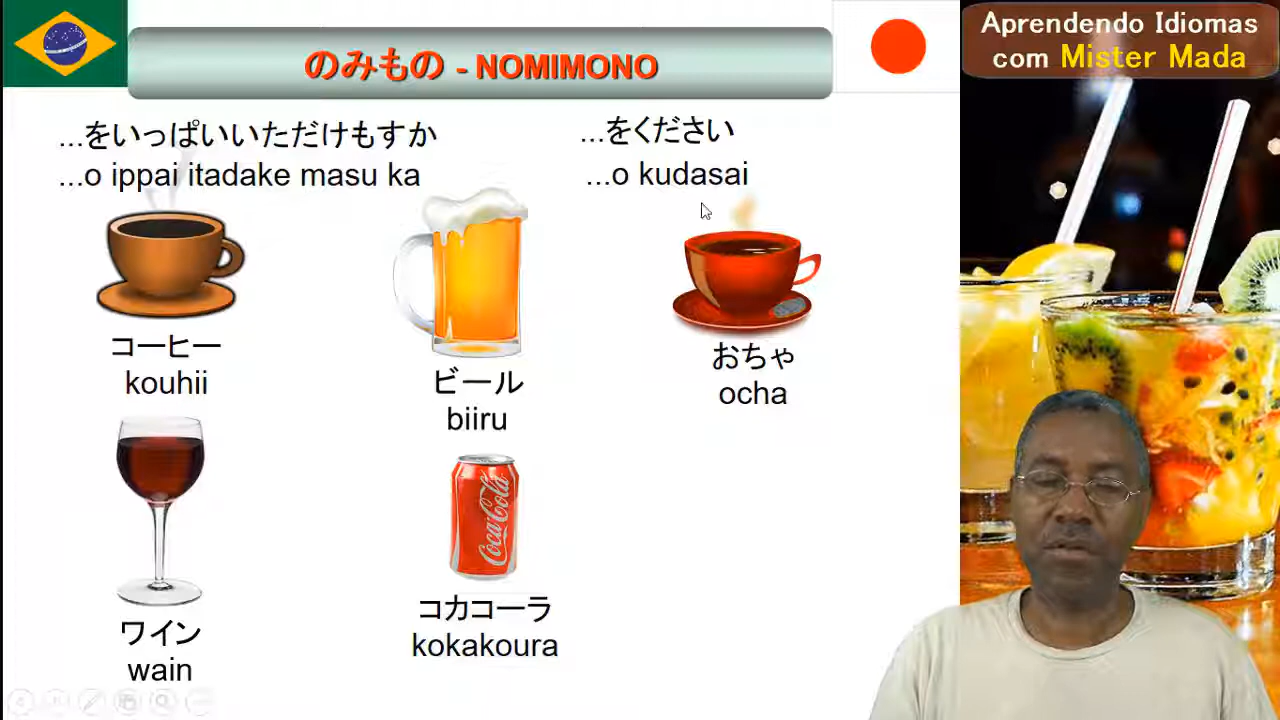 のみもの - NOMIMONO
Aprendendo Idiomas
com Mister Mada
...をいっぱいいただけもすか
...o ippai itadake masu ka
...をください
...o kudasai
コーヒー
kouhii
ビール
biiru
おちゃ
ocha
ワイン
wain
Coca-Cola
コカコーラ
kokakoura